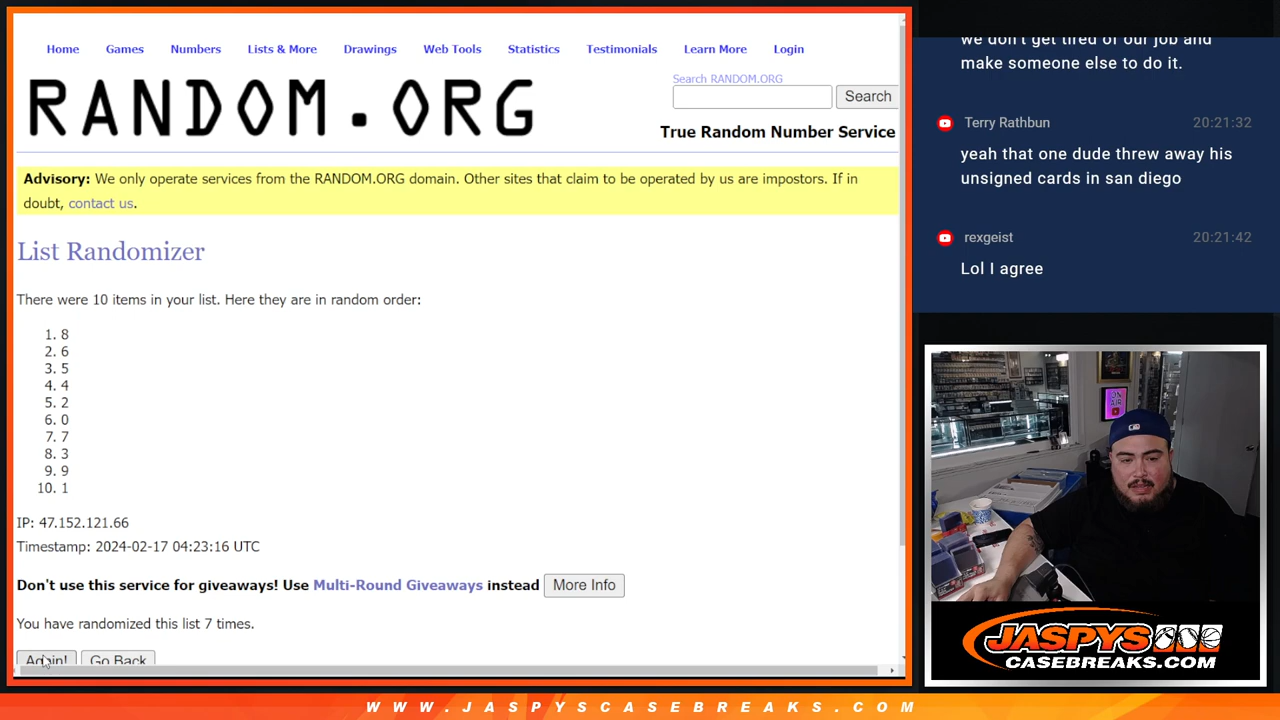 Home Games Numbers Lists & More Drawings Web Tools Statistics Testimonials Learn More Login
RANDOM.ORG
Search RANDOM.ORG
Search
True Random Number Service
Advisory: We only operate services from the RANDOM.ORG domain. Other sites that claim to be operated by us are impostors. If in
doubt, contact us.
List Randomizer
There were 10 items in your list. Here they are in random order:
1. 8
2. 6
3. 5
4. 4
5. 2
6. 0
7. 7
8. 3
9. 9
10. 1
IP: 47.152.121.66
Timestamp: 2024-02-17 04:23:16 UTC
Don't use this service for giveaways! Use Multi-Round Giveaways instead More Info
You have randomized this list 7 times.
Again! Go Back
we don't get tired of our job and
make someone else to do it.
Terry Rathbun 20:21:32
yeah that one dude threw away his
unsigned cards in san diego
rexgeist 20:21:42
Lol I agree
ON AIR
JASPYS
CASEBREAKS.COM
WWW.JASPYSCASEBREAKS.COM